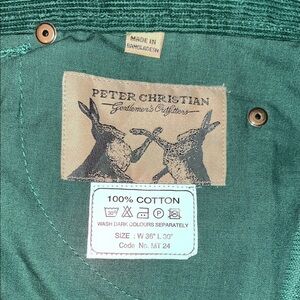 MADE IN
BANGLADESH
PETER CHRISTIAN
Gentlemen's Outfitters
100% COTTON
30°
WASH DARK COLOURS SEPARATELY
SIZE : W 36" L 30"
Code No. MT 24